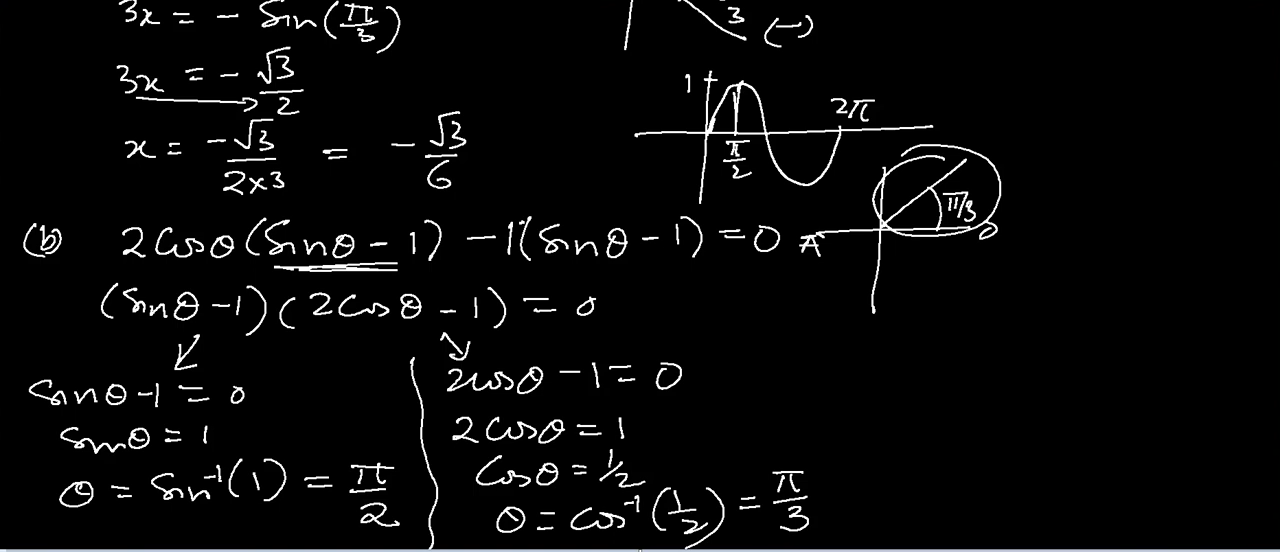 3x = - Sin(π/3)
3 (-)
3x = - √3/2
1 2π
x = -√3/2×3 = - √3/6
π/2
π/3
(b) 2Cosθ(Sinθ - 1) - 1(Sinθ - 1) = 0
(Sinθ - 1)(2Cosθ - 1) = 0
Sinθ - 1 = 0
Sinθ = 1
θ = Sin⁻¹(1) = π/2
2cosθ - 1 = 0
2Cosθ = 1
Cosθ = 1/2
θ = Cos⁻¹(1/2) = π/3